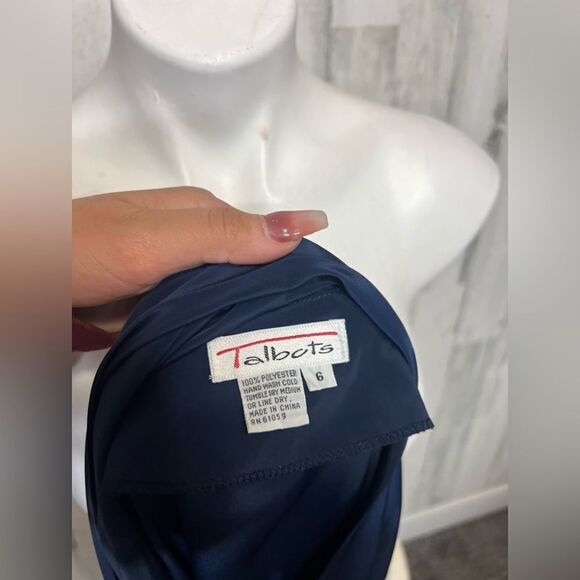 Talbots
6
100% POLYESTER
HAND WASH COLD
TUMBLE DRY MEDIUM
OR LINE DRY.
MADE IN CHINA
RN 61059